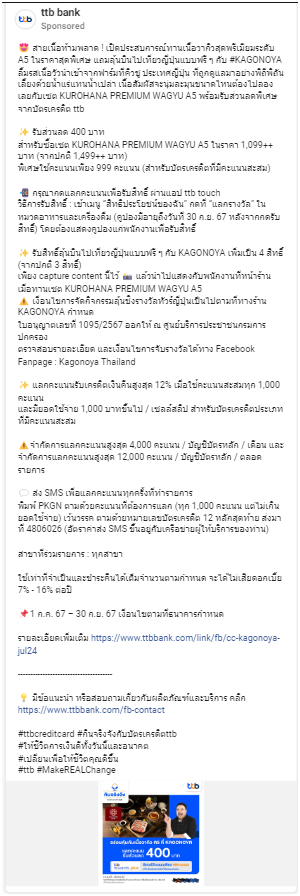 ttb bank
Sponsored
😍 สายเนื้อห้ามพลาด ! เปิดประสบการณ์ทานเนื้อวากิวสุดพรีเมียมระดับ
A5 ในราคาสุดพิเศษ แถมลุ้นบินไปเที่ยวญี่ปุ่นแบบฟรี ๆ กับ #KAGONOYA
ลิ้มรสเนื้อวัวนำเข้าจากฟาร์มที่คิวชู ประเทศญี่ปุ่น ที่ถูกดูแลมาอย่างพิถีพิถัน
เลี้ยงด้วยน้ำแร่แทนน้ำเปล่า เนื้อสัมผัสจะนุ่มละมุนขนาดไหนต้องไปลอง
เลยกับเซต KUROHANA PREMIUM WAGYU A5 พร้อมรับส่วนลดพิเศษ
จากบัตรเครดิต ttb
✨ รับส่วนลด 400 บาท
สำหรับซื้อเซต KUROHANA PREMIUM WAGYU A5 ในราคา 1,099++
บาท (จากปกติ 1,499++ บาท)
พิเศษใช้คะแนนเพียง 999 คะแนน (สำหรับบัตรเครดิตที่มีคะแนนสะสม)
📲 กรุณากดแลกคะแนนเพื่อรับสิทธิ์ ผ่านแอป ttb touch
วิธีการรับสิทธิ์ : เข้าเมนู “สิทธิประโยชน์ของฉัน” กดที่ “แลกรางวัล” ใน
หมวดอาหารและเครื่องดื่ม (คูปองมีอายุถึงวันที่ 30 ก.ย. 67 หลังจากกดรับ
สิทธิ์) โดยต้องแสดงคูปองแก่พนักงานเพื่อรับสิทธิ์
✨ รับสิทธิ์ลุ้นบินไปเที่ยวญี่ปุ่นแบบฟรี ๆ กับ KAGONOYA เพิ่มเป็น 4 สิทธิ์
(จากปกติ 3 สิทธิ์)
เพียง capture content นี้ไว้ 📸 แล้วนำไปแสดงกับพนักงานที่หน้าร้าน
เมื่อทานเซต KUROHANA PREMIUM WAGYU A5
⚠️ เงื่อนไขการจัดกิจกรรมลุ้นชิงรางวัลทัวร์ญี่ปุ่นเป็นไปตามที่ทางร้าน
KAGONOYA กำหนด
ใบอนุญาตเลขที่ 1095/2567 ออกให้ ณ ศูนย์บริการประชาชนกรมการ
ปกครอง
ตรวจสอบรายละเอียด และเงื่อนไขการจับรางวัลได้ทาง Facebook
Fanpage : Kagonoya Thailand
✨ แลกคะแนนรับเครดิตเงินคืนสูงสุด 12% เมื่อใช้คะแนนสะสมทุก 1,000
คะแนน
และมียอดใช้จ่าย 1,000 บาทขึ้นไป / เซลล์สลิป สำหรับบัตรเครดิตประเภท
ที่มีคะแนนสะสม
⚠️จำกัดการแลกคะแนนสูงสุด 4,000 คะแนน / บัญชีบัตรหลัก / เดือน และ
จำกัดการแลกคะแนนสูงสุด 12,000 คะแนน / บัญชีบัตรหลัก / ตลอด
รายการ
💬 ส่ง SMS เพื่อแลกคะแนนทุกครั้งที่ทำรายการ
พิมพ์ PKGN ตามด้วยคะแนนที่ต้องการแลก (ทุก 1,000 คะแนน แต่ไม่เกิน
ยอดใช้จ่าย) เว้นวรรค ตามด้วยหมายเลขบัตรเครดิต 12 หลักสุดท้าย ส่งมา
ที่ 4806026 (อัตราค่าส่ง SMS ขึ้นอยู่กับเครือข่ายผู้ให้บริการของท่าน)
สาขาที่ร่วมรายการ : ทุกสาขา
ใช้เท่าที่จำเป็นและชำระคืนได้เต็มจำนวนตามกำหนด จะได้ไม่เสียดอกเบี้ย
7% - 16% ต่อปี
📌1 ก.ค. 67 – 30 ก.ย. 67 เงื่อนไขตามที่ธนาคารกำหนด
รายละเอียดเพิ่มเติม https://www.ttbbank.com/link/fb/cc-kagonoya-
jul24
-------------------------------------
💡 มีข้อแนะนำ หรือสอบถามเกี่ยวกับผลิตภัณฑ์และบริการ คลิก
https://www.ttbbank.com/fb-contact
#ttbcreditcard #คืนจริงจังกับบัตรเครดิตttb
#ให้ชีวิตการเงินดีทั้งวันนี้และอนาคต
#เปลี่ยนเพื่อให้ชีวิตคุณดีขึ้น
#ttb #MakeREALChange
ttb
คืนจริงจัง
อร่อยคุ้มกับเนื้อวากิว A5 ที่ KAGONOYA
400 บาท